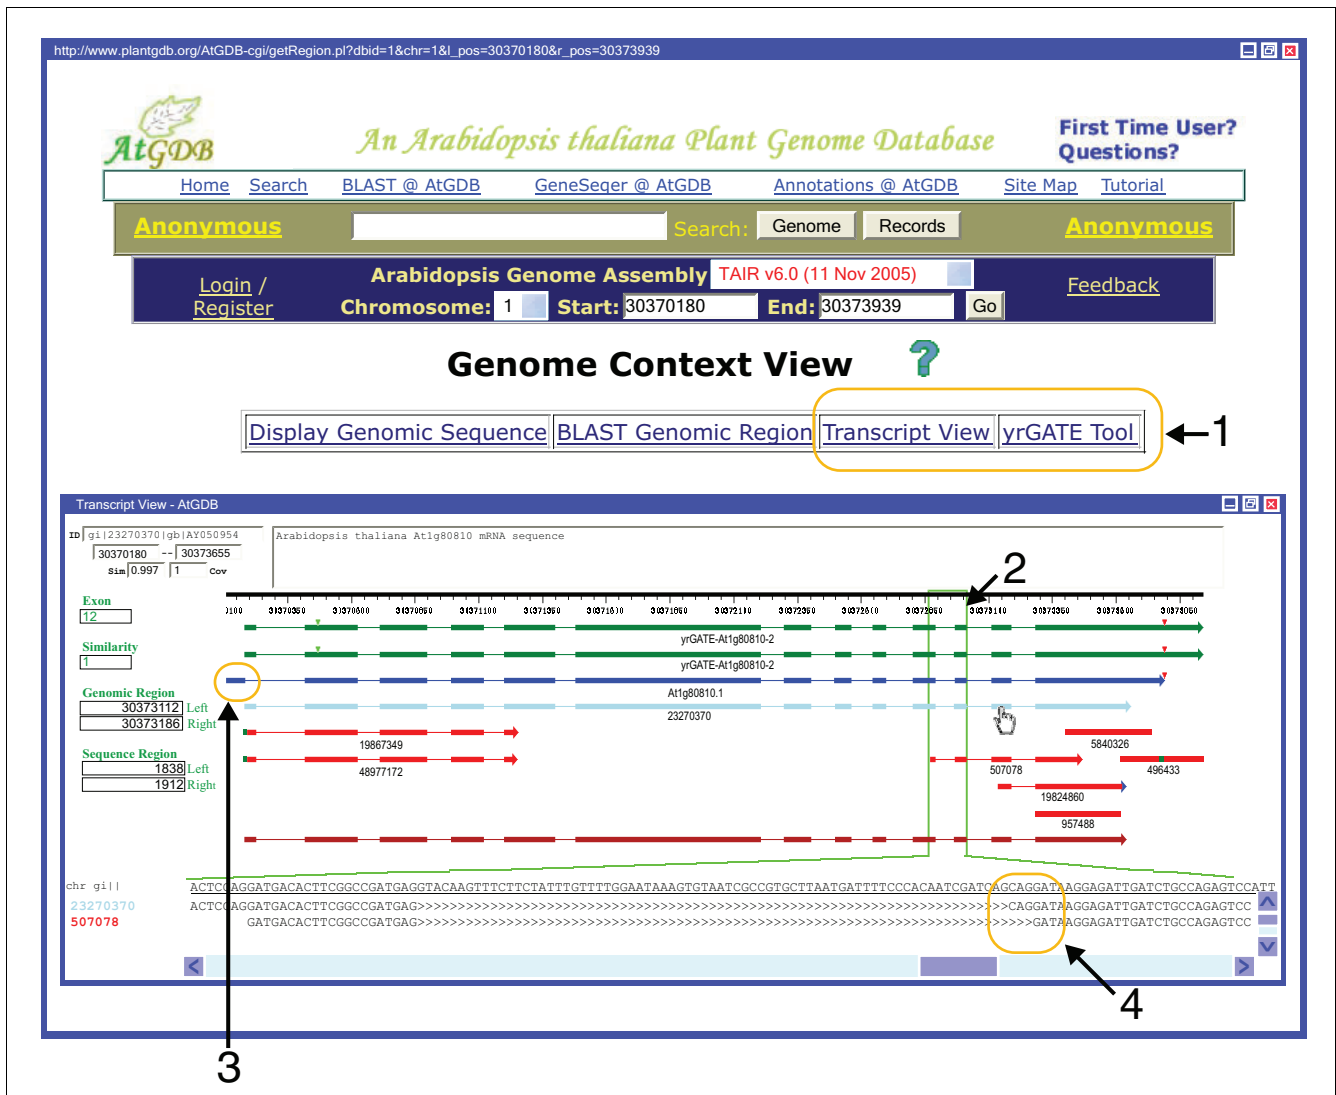 http://www.plantgdb.org/AtGDB-cgi/getRegion.pl?dbid=1&chr=1&l_pos=30370180&r_pos=30373939
AtGDB
An Arabidopsis thaliana Plant Genome Database
First Time User?
Questions?
Home Search BLAST @ AtGDB GeneSeqer @ AtGDB Annotations @ AtGDB Site Map Tutorial
Anonymous Search: Genome Records Anonymous
Login /
Register
Arabidopsis Genome Assembly TAIR v6.0 (11 Nov 2005)
Chromosome: 1 Start: 30370180 End: 30373939 Go
Feedback
Genome Context View ?
Display Genomic Sequence BLAST Genomic Region Transcript View yrGATE Tool
1
Transcript View - AtGDB
ID gi|23270370|gb|AY050954
Arabidopsis thaliana At1g80810 mRNA sequence
30370180 -- 30373655
Sim 0.997 1 Cov
2
Exon
12
Similarity
1
Genomic Region
30373112 Left
30373186 Right
Sequence Region
1838 Left
1912 Right
yrGATE-At1g80810-2
yrGATE-At1g80810-2
At1g80810.1
23270370
19867349
5840326
48977172
507078
496433
19824860
957488
chr gi||
ACTCCAGGATGACACTTCGGCCGATGAGGTACAAGTTTCTTCTATTTGTTTTGGAATAAAGTGTAATCGCCGTGCTTAATGATTTTCCCACAATCGATCAGCAGGATAAGGAGATTGATCTGCCAGAGTCCATT
23270370 ACTCCAGGATGACACTTCGGCCGATGAG>>>>>>>>>>>>>>>>>>>>>>>>>>>>>>>>>>>>>>>>>>>>>>>>>>>>>>>>>>>>>>>>>>>>>>>>>CAGGATAAGGAGATTGATCTGCCAGAGTCC
507078 GATGACACTTCGGCCGATGAG>>>>>>>>>>>>>>>>>>>>>>>>>>>>>>>>>>>>>>>>>>>>>>>>>>>>>>>>>>>>>>>>>>>>>>>>>>>>GATAAGGAGATTGATCTGCCAGAGTCC
4
3